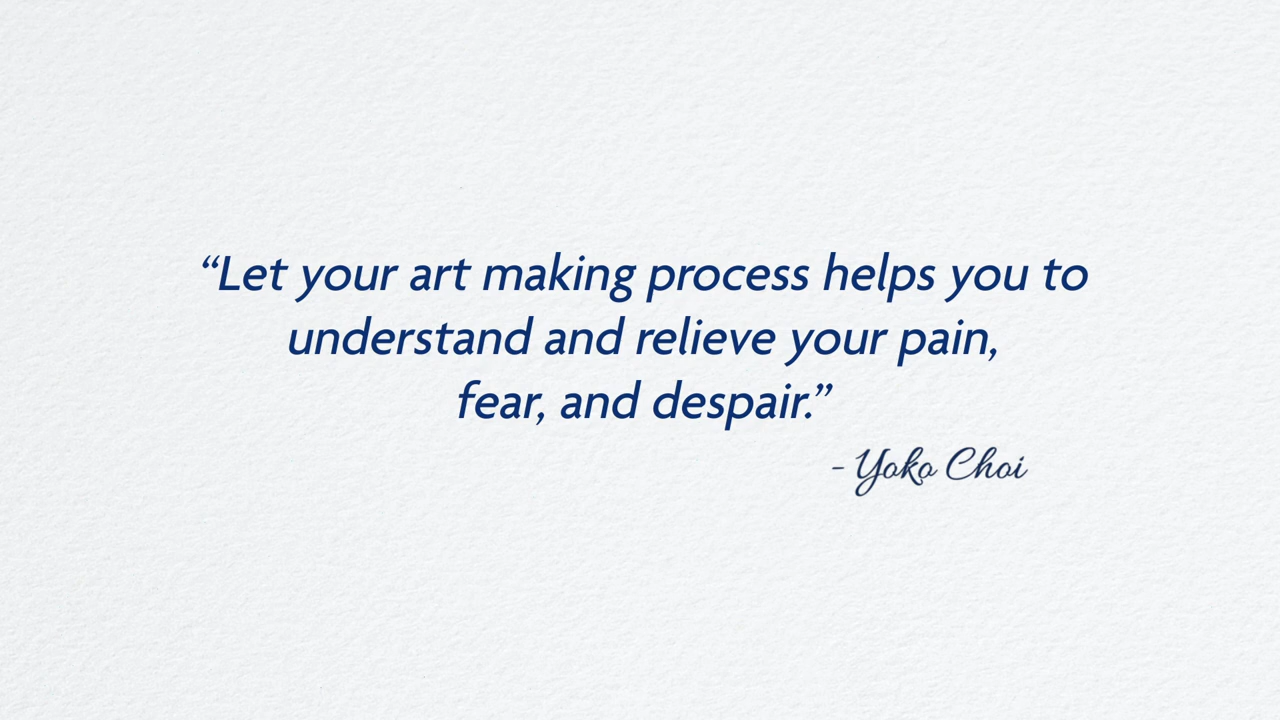 “Let your art making process helps you to
understand and relieve your pain,
fear, and despair.”
- Yoko Choi